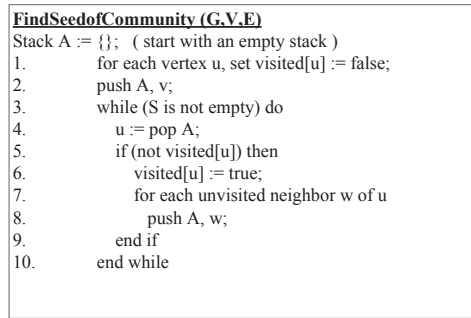 FindSeedofCommunity (G,V,E)
Stack A := {}; ( start with an empty stack )
1. for each vertex u, set visited[u] := false;
2. push A, v;
3. while (S is not empty) do
4. u := pop A;
5. if (not visited[u]) then
6. visited[u] := true;
7. for each unvisited neighbor w of u
8. push A, w;
9. end if
10. end while